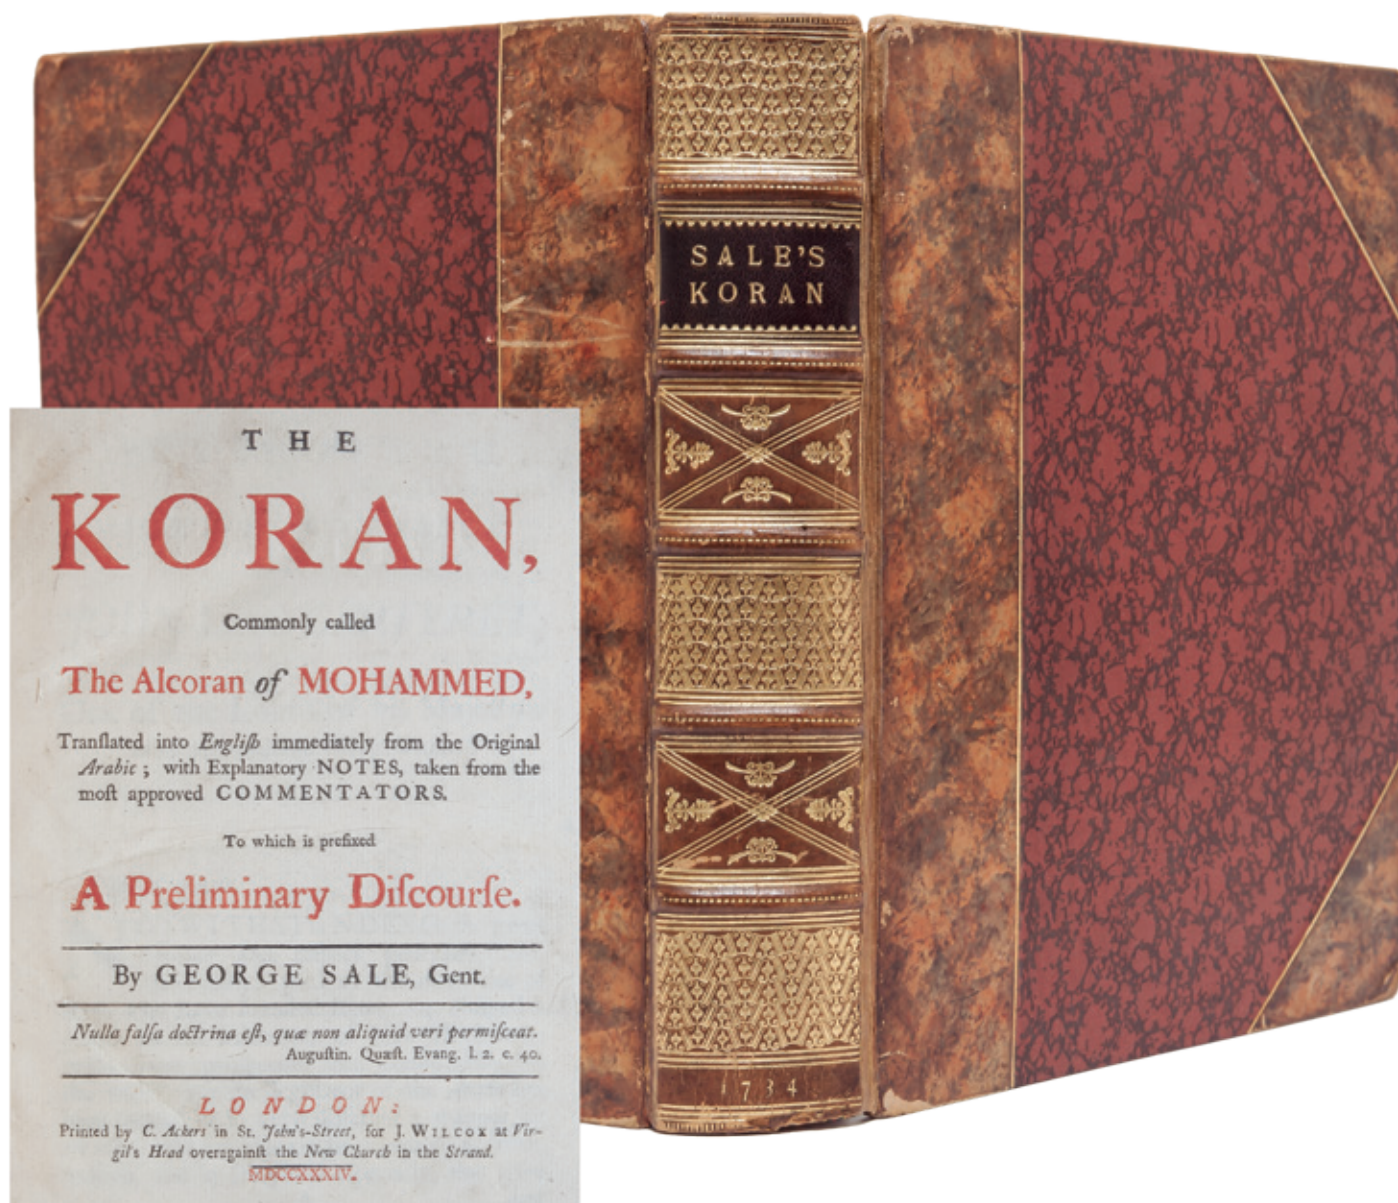 SALE'S
KORAN
1734
THE
KORAN,
Commonly called
The Alcoran of MOHAMMED,
Tranſlated into Engliſh immediately from the Original
Arabic; with Explanatory NOTES, taken from the
moſt approved COMMENTATORS.
To which is prefixed
A Preliminary Diſcourſe.
By GEORGE SALE, Gent.
Nulla falſa doctrina eſt, quæ non aliquid veri permiſceat.
Auguſtin. Quæſt. Evang. l. 2. c. 40.
LONDON:
Printed by C. Ackers in St. John's-Street, for J. WILCOX at Vir-
gil's Head overagainſt the New Church in the Strand.
MDCCXXXIV.